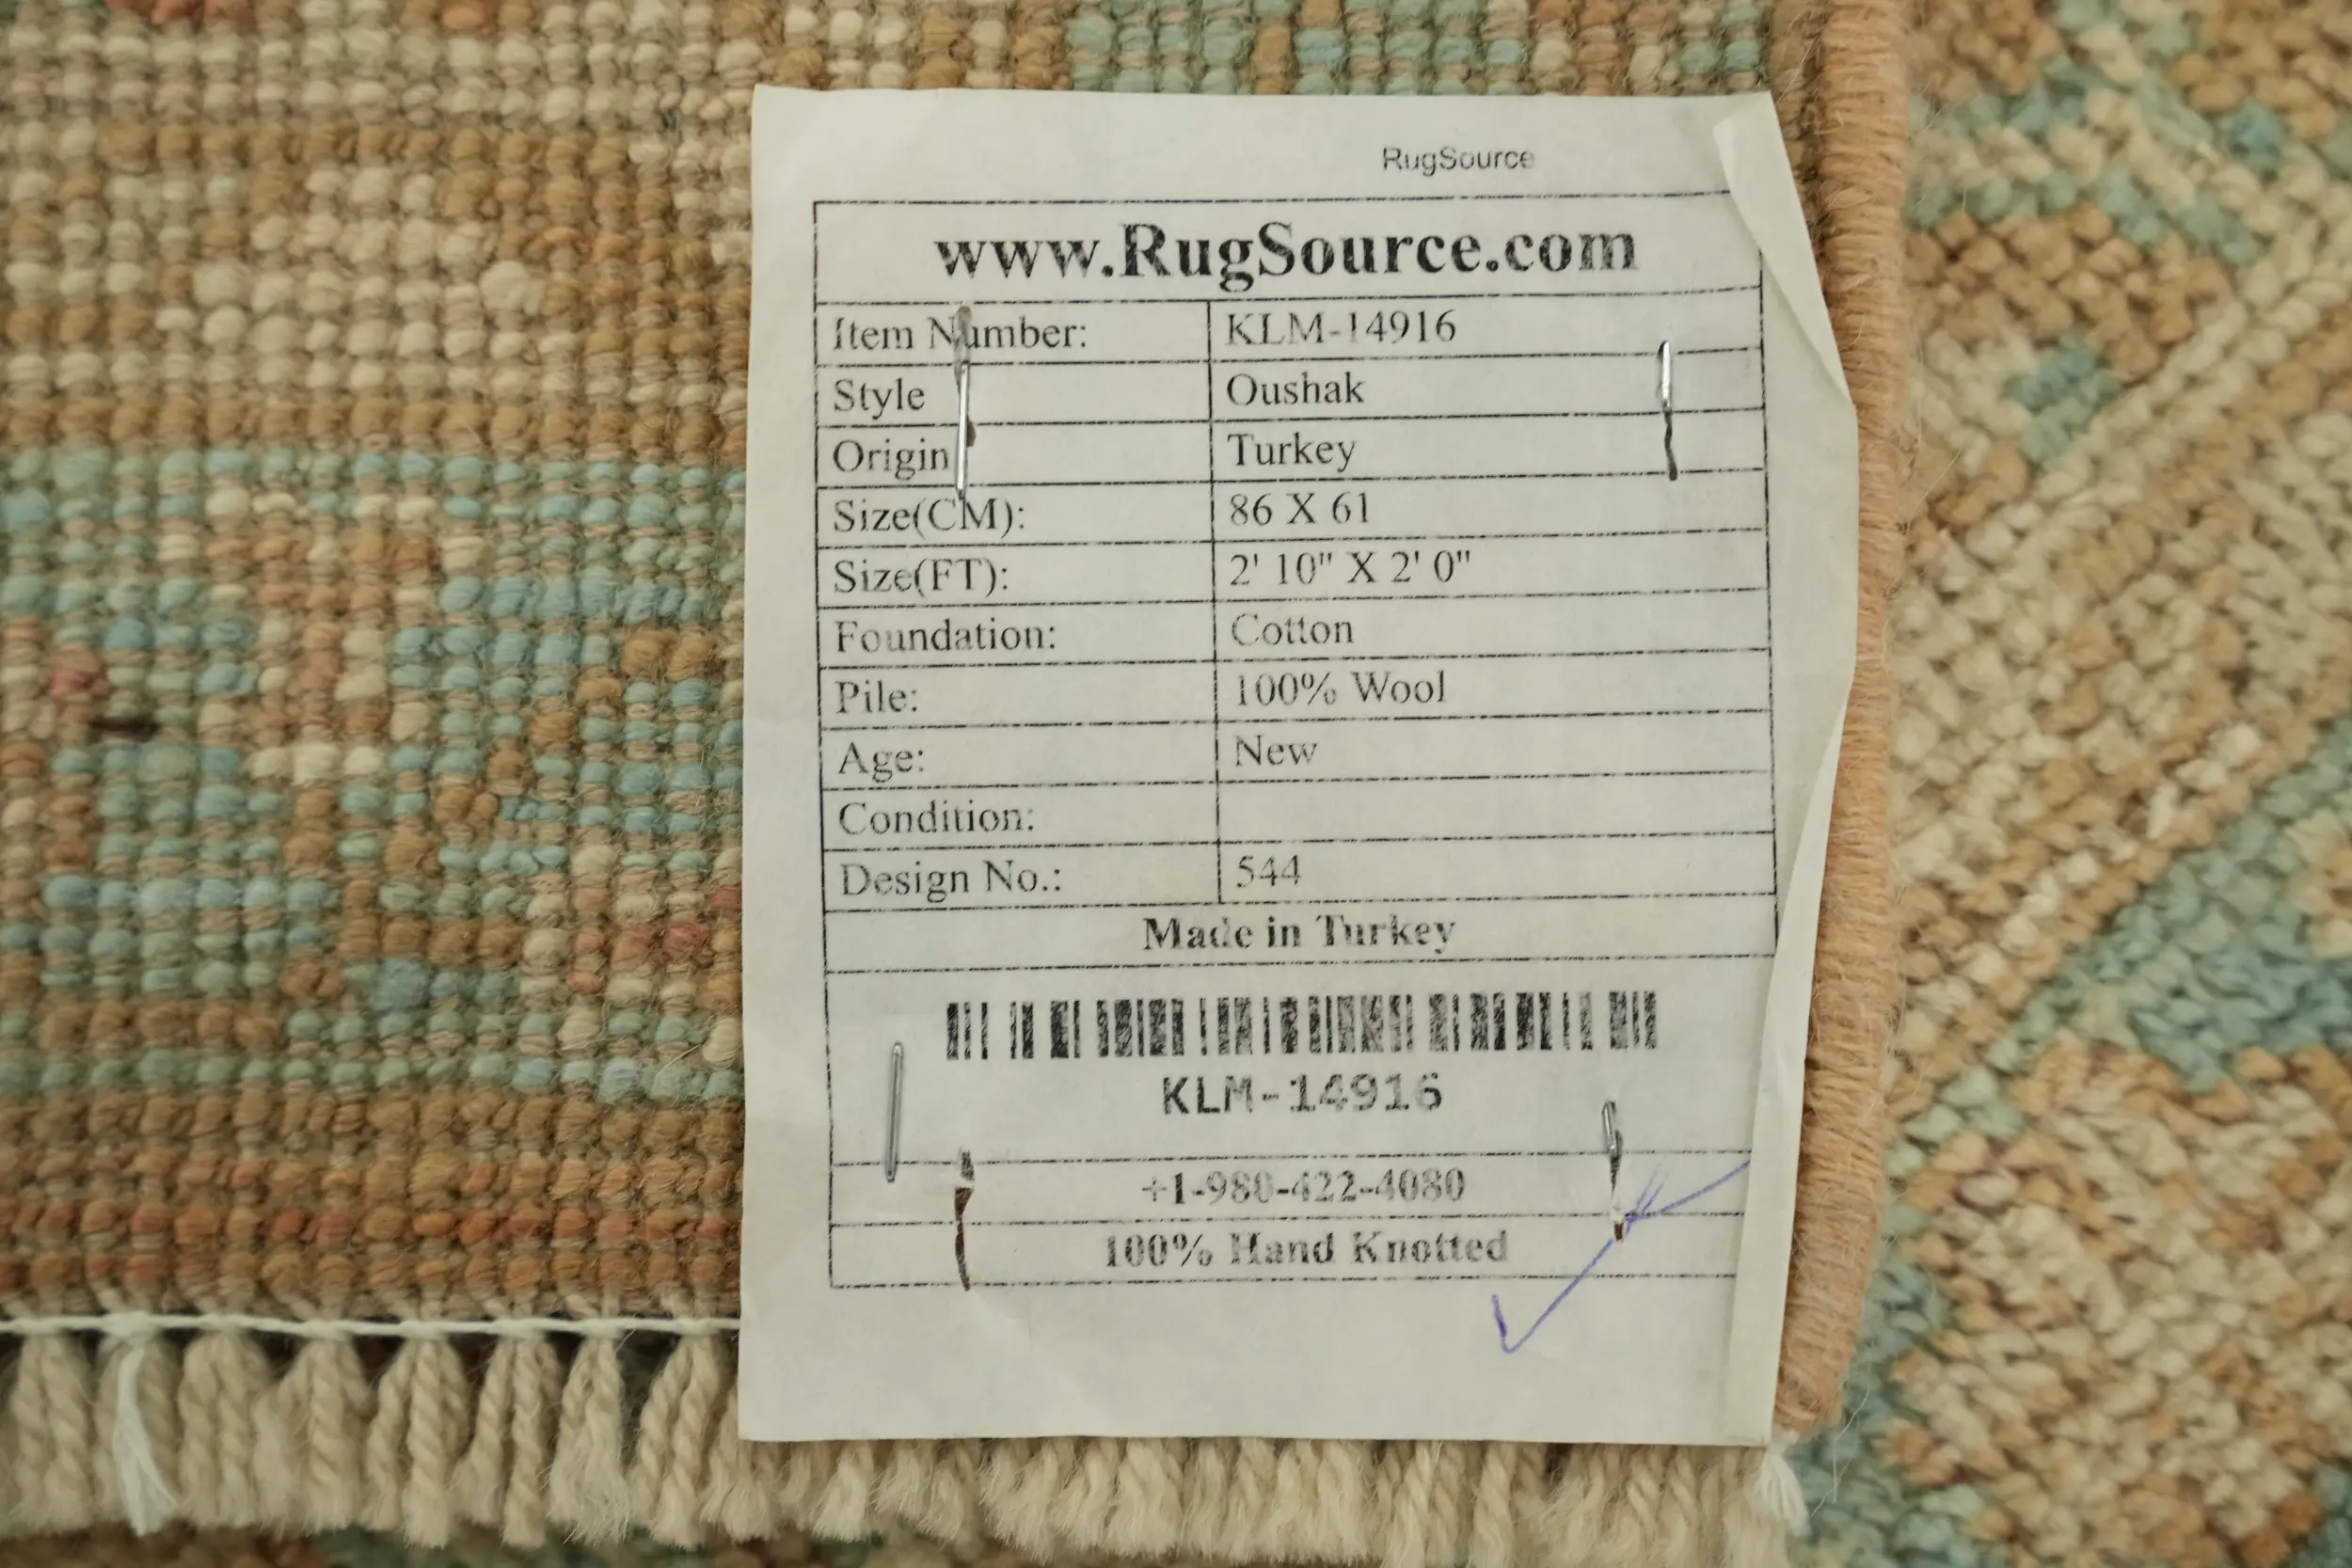 RugSource
www.RugSource.com
Item Number: KLM-14916
Style Oushak
Origin Turkey
Size(CM): 86 X 61
Size(FT): 2' 10" X 2' 0"
Foundation: Cotton
Pile: 100% Wool
Age: New
Condition:
Design No.: 544
Made in Turkey
KLM-14916
+1-980-422-4080
100% Hand Knotted